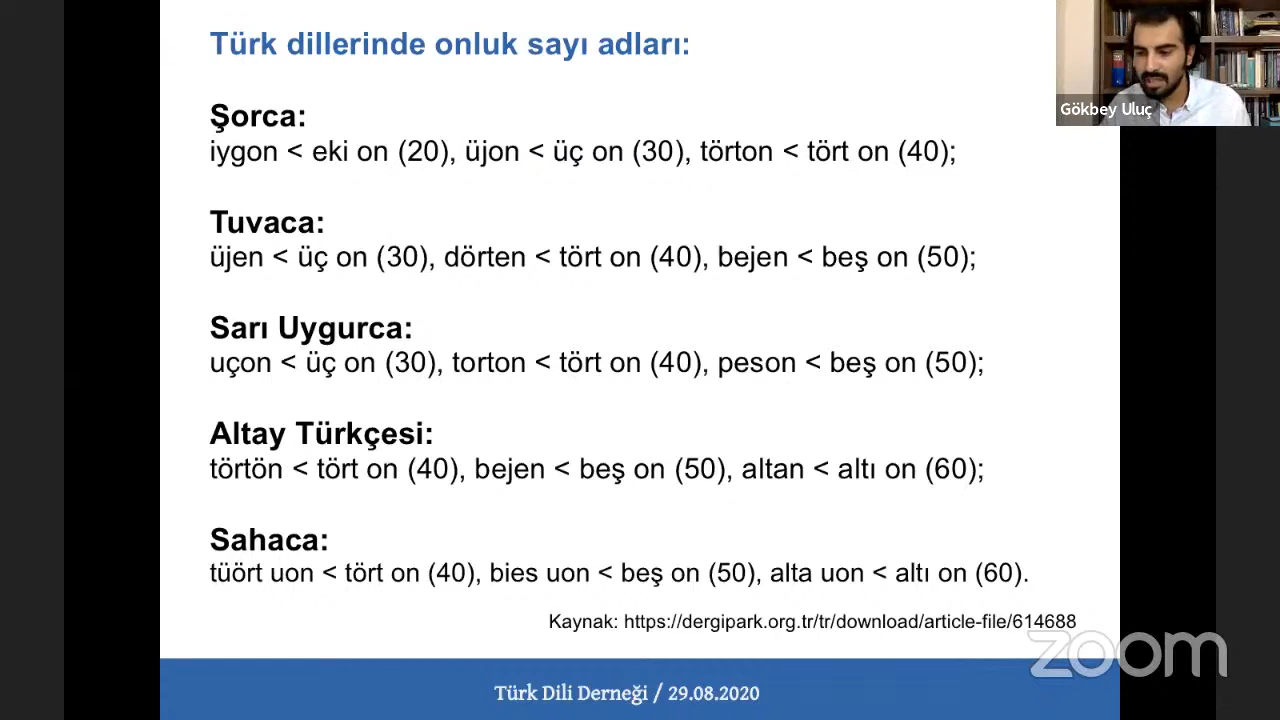 Türk dillerinde onluk sayı adları:
Gökbey Uluç
Şorca:
iygon < eki on (20), üjon < üç on (30), törton < tört on (40);
Tuvaca:
üjen < üç on (30), dörten < tört on (40), bejen < beş on (50);
Sarı Uygurca:
uçon < üç on (30), torton < tört on (40), peson < beş on (50);
Altay Türkçesi:
törtön < tört on (40), bejen < beş on (50), altan < altı on (60);
Sahaca:
tüört uon < tört on (40), bies uon < beş on (50), alta uon < altı on (60).
Kaynak: https://dergipark.org.tr/tr/download/article-file/614688
zoom
Türk Dili Derneği / 29.08.2020